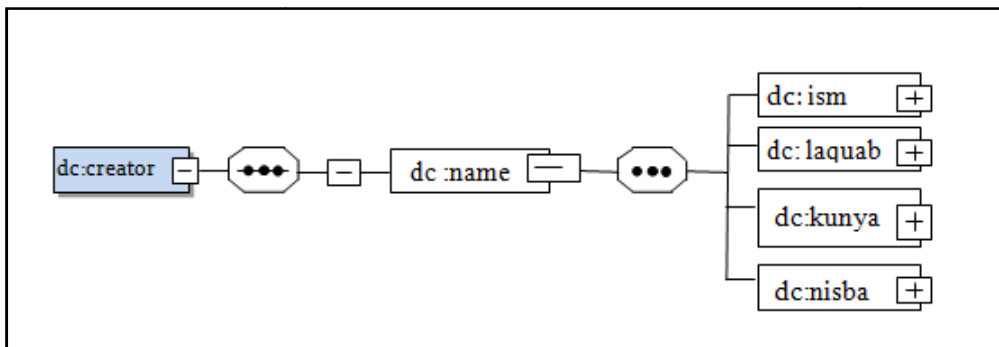 dc:creator
dc :name
dc: ism
dc: laquab
dc:kunya
dc:nisba